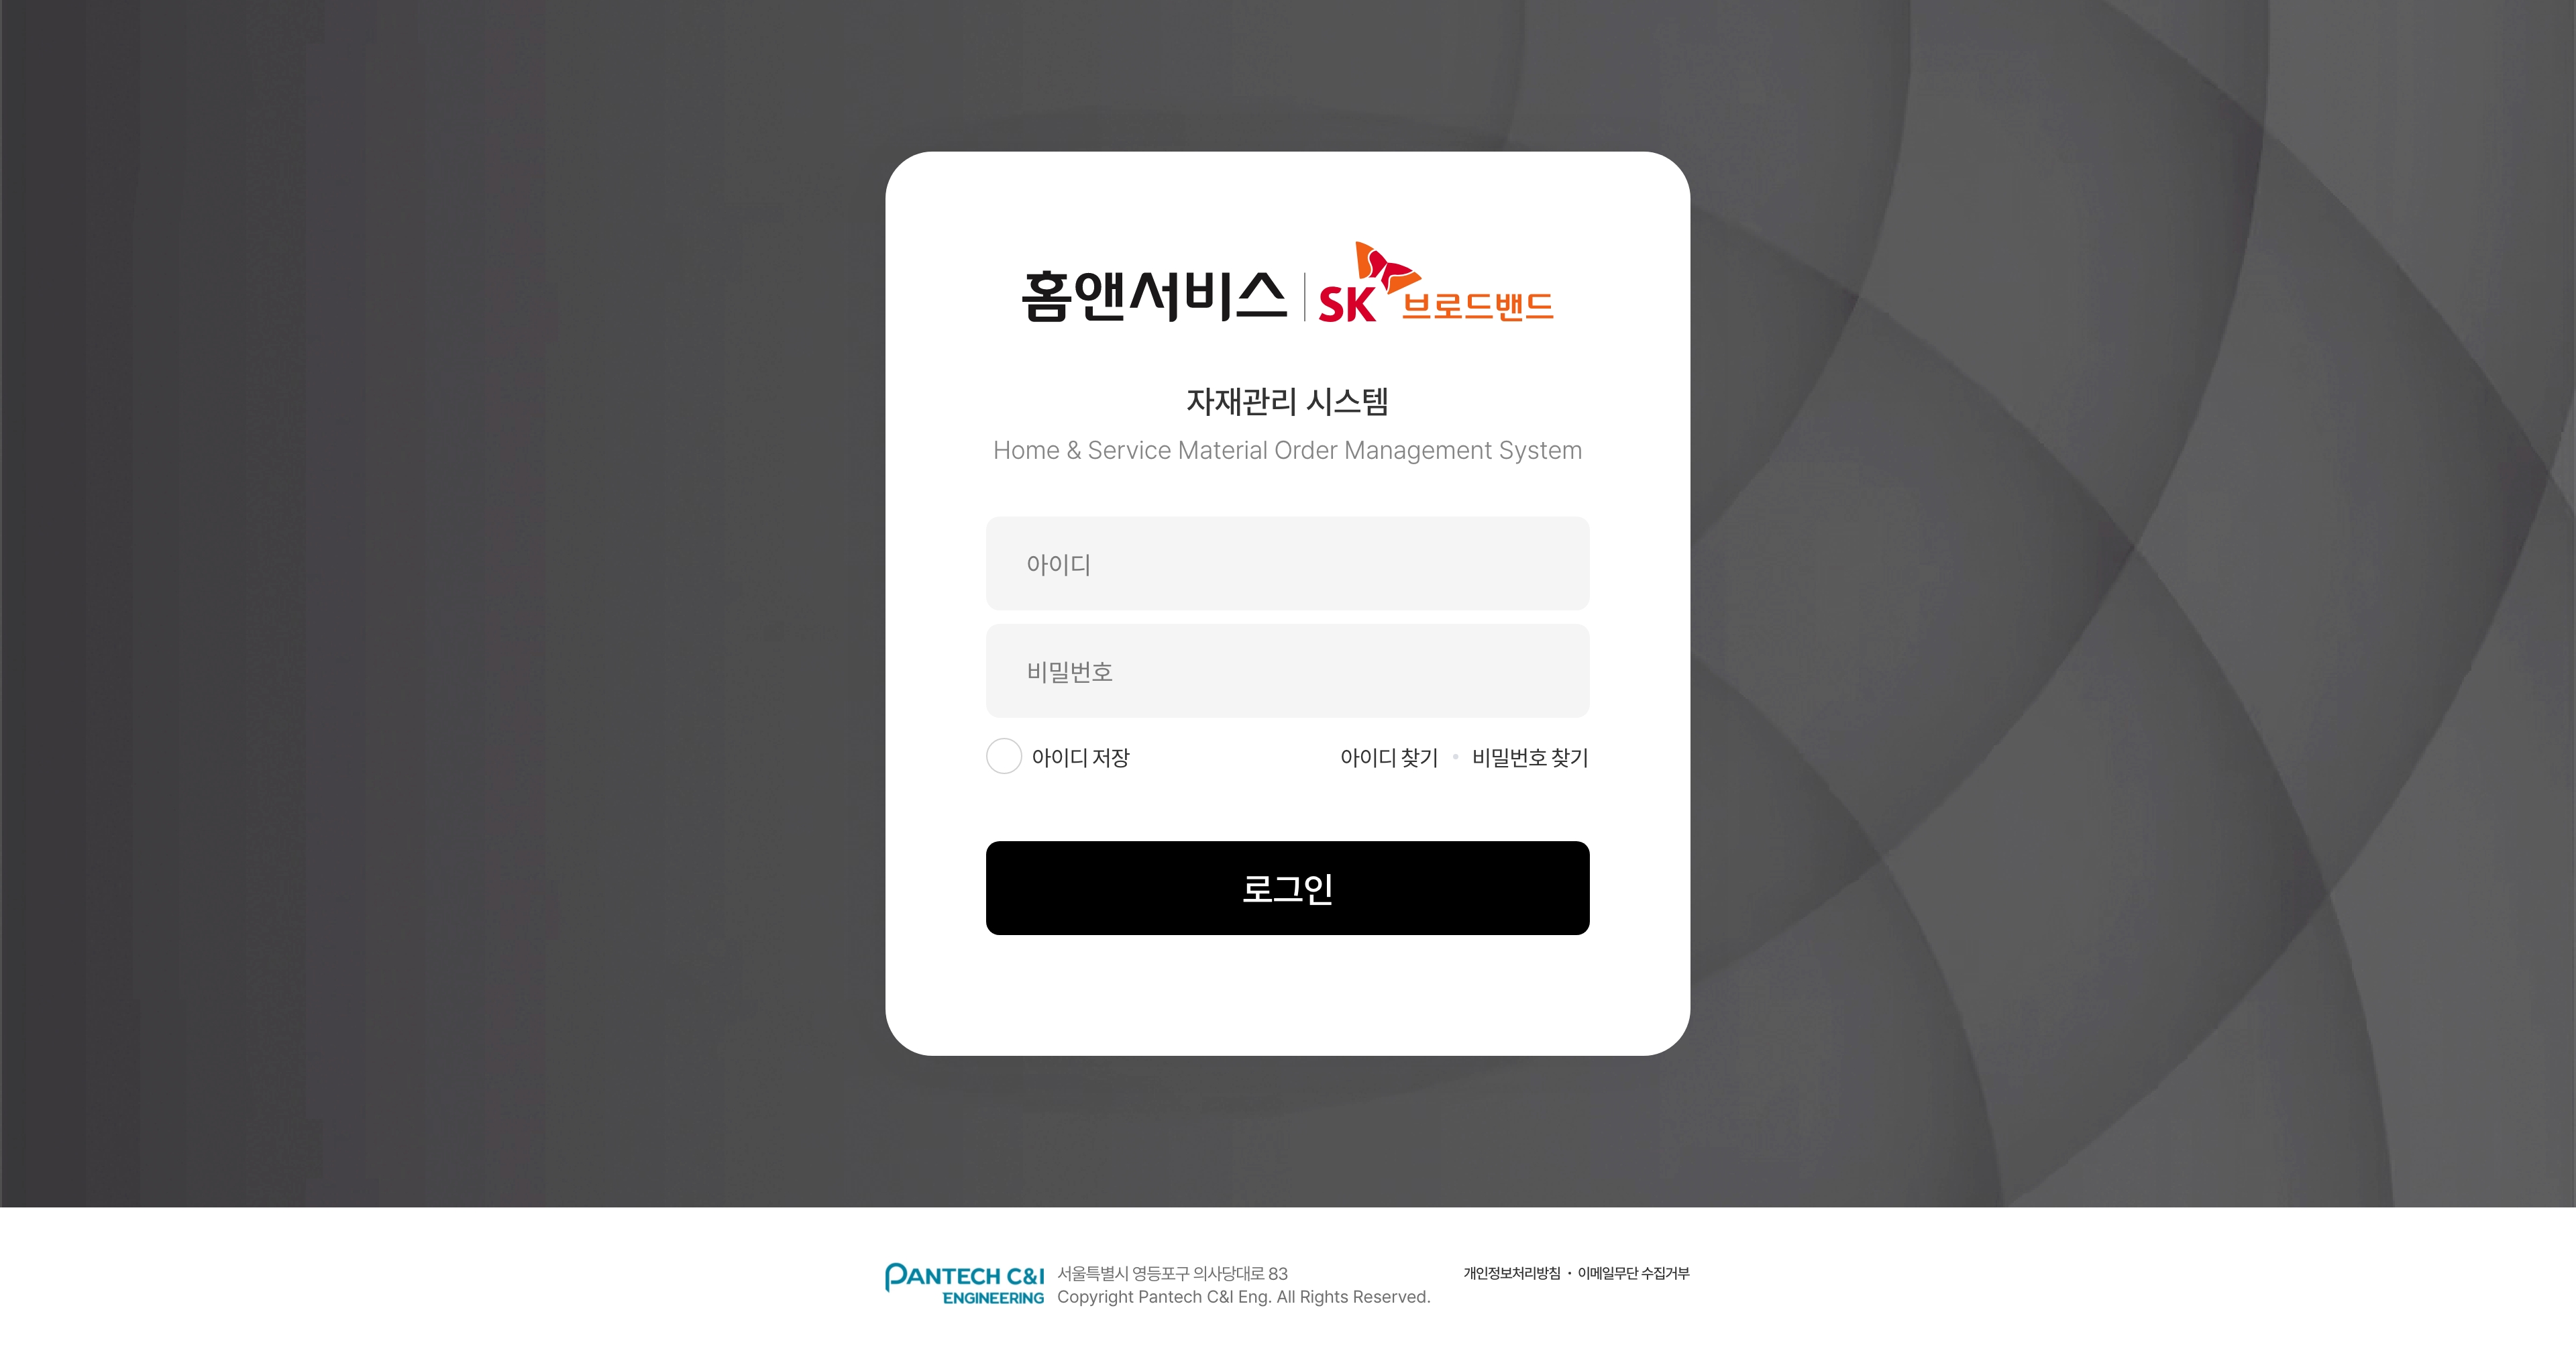 홈앤서비스 SK 브로드밴드
자재관리 시스템
Home & Service Material Order Management System
아이디
비밀번호
아이디 저장 아이디 찾기 • 비밀번호 찾기
로그인
PANTECH C&I ENGINEERING
서울특별시 영등포구 의사당대로 83
Copyright Pantech C&I Eng. All Rights Reserved.
개인정보처리방침 • 이메일무단 수집거부